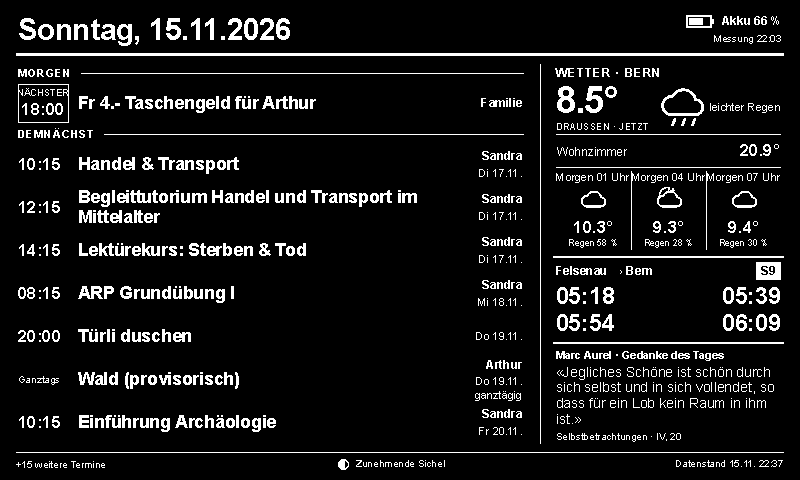 Sonntag, 15.11.2026
Akku 66 %
Messung 22:03
MORGEN
NÄCHSTER
18:00 Fr 4.- Taschengeld für Arthur Familie
DEMNÄCHST
10:15 Handel & Transport Sandra
Di 17.11.
12:15 Begleittutorium Handel und Transport im Mittelalter Sandra
Di 17.11.
14:15 Lektürekurs: Sterben & Tod Sandra
Di 17.11.
08:15 ARP Grundübung I Sandra
Mi 18.11.
20:00 Türli duschen Do 19.11.
Ganztags Wald (provisorisch) Arthur
Do 19.11.
ganztägig
10:15 Einführung Archäologie Sandra
Fr 20.11.
WETTER · BERN
8.5° leichter Regen
DRAUSSEN · JETZT
Wohnzimmer 20.9°
Morgen 01 Uhr Morgen 04 Uhr Morgen 07 Uhr
10.3° 9.3° 9.4°
Regen 58 % Regen 28 % Regen 30 %
Felsenau › Bern S9
05:18 05:39
05:54 06:09
Marc Aurel · Gedanke des Tages
«Jegliches Schöne ist schön durch
sich selbst und in sich vollendet, so
dass für ein Lob kein Raum in ihm
ist.»
Selbstbetrachtungen · IV, 20
+15 weitere Termine
Zunehmende Sichel
Datenstand 15.11. 22:37